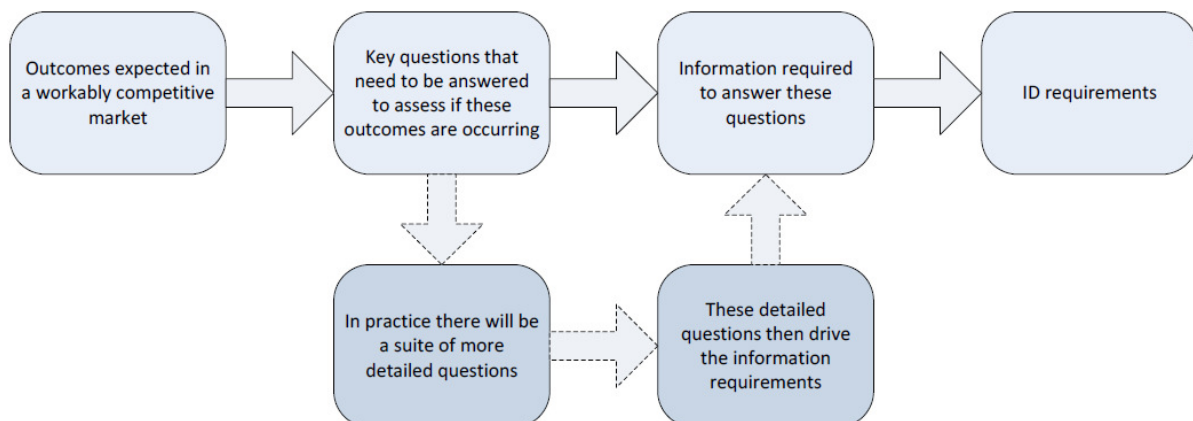 Outcomes expected in
a workably competitive
market
Key questions that
need to be answered
to assess if these
outcomes are occurring
Information required
to answer these
questions
ID requirements
In practice there will be
a suite of more
detailed questions
These detailed
questions then drive
the information
requirements